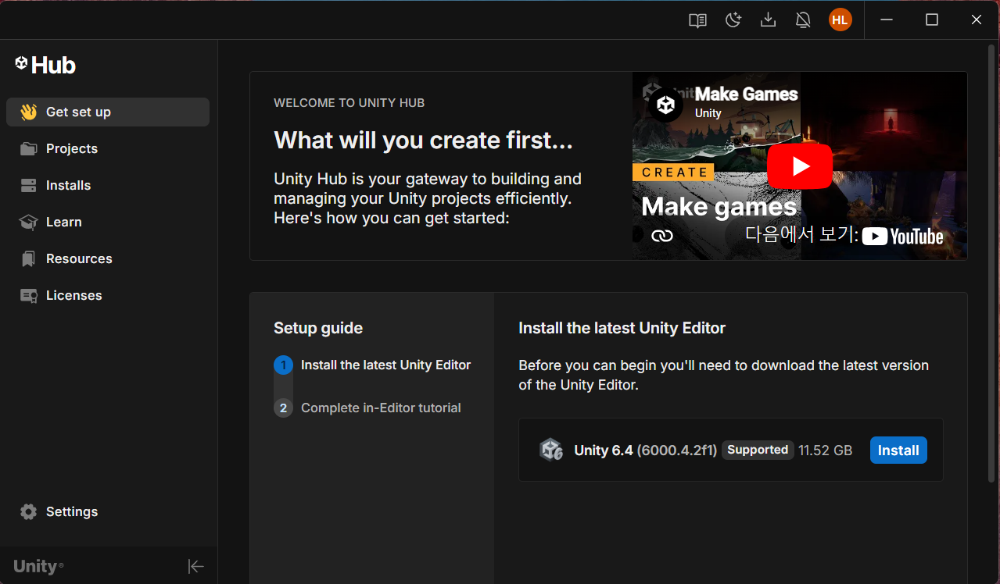 HL
Hub
Get set up
Projects
Installs
Learn
Resources
Licenses
Settings
Unity
WELCOME TO UNITY HUB
What will you create first...
Unity Hub is your gateway to building and
managing your Unity projects efficiently.
Here's how you can get started:
Make Games
Unity
CREATE
Make games
다음에서 보기: YouTube
Setup guide
1 Install the latest Unity Editor
2 Complete in-Editor tutorial
Install the latest Unity Editor
Before you can begin you'll need to download the latest version
of the Unity Editor.
Unity 6.4 (6000.4.2f1) Supported 11.52 GB Install